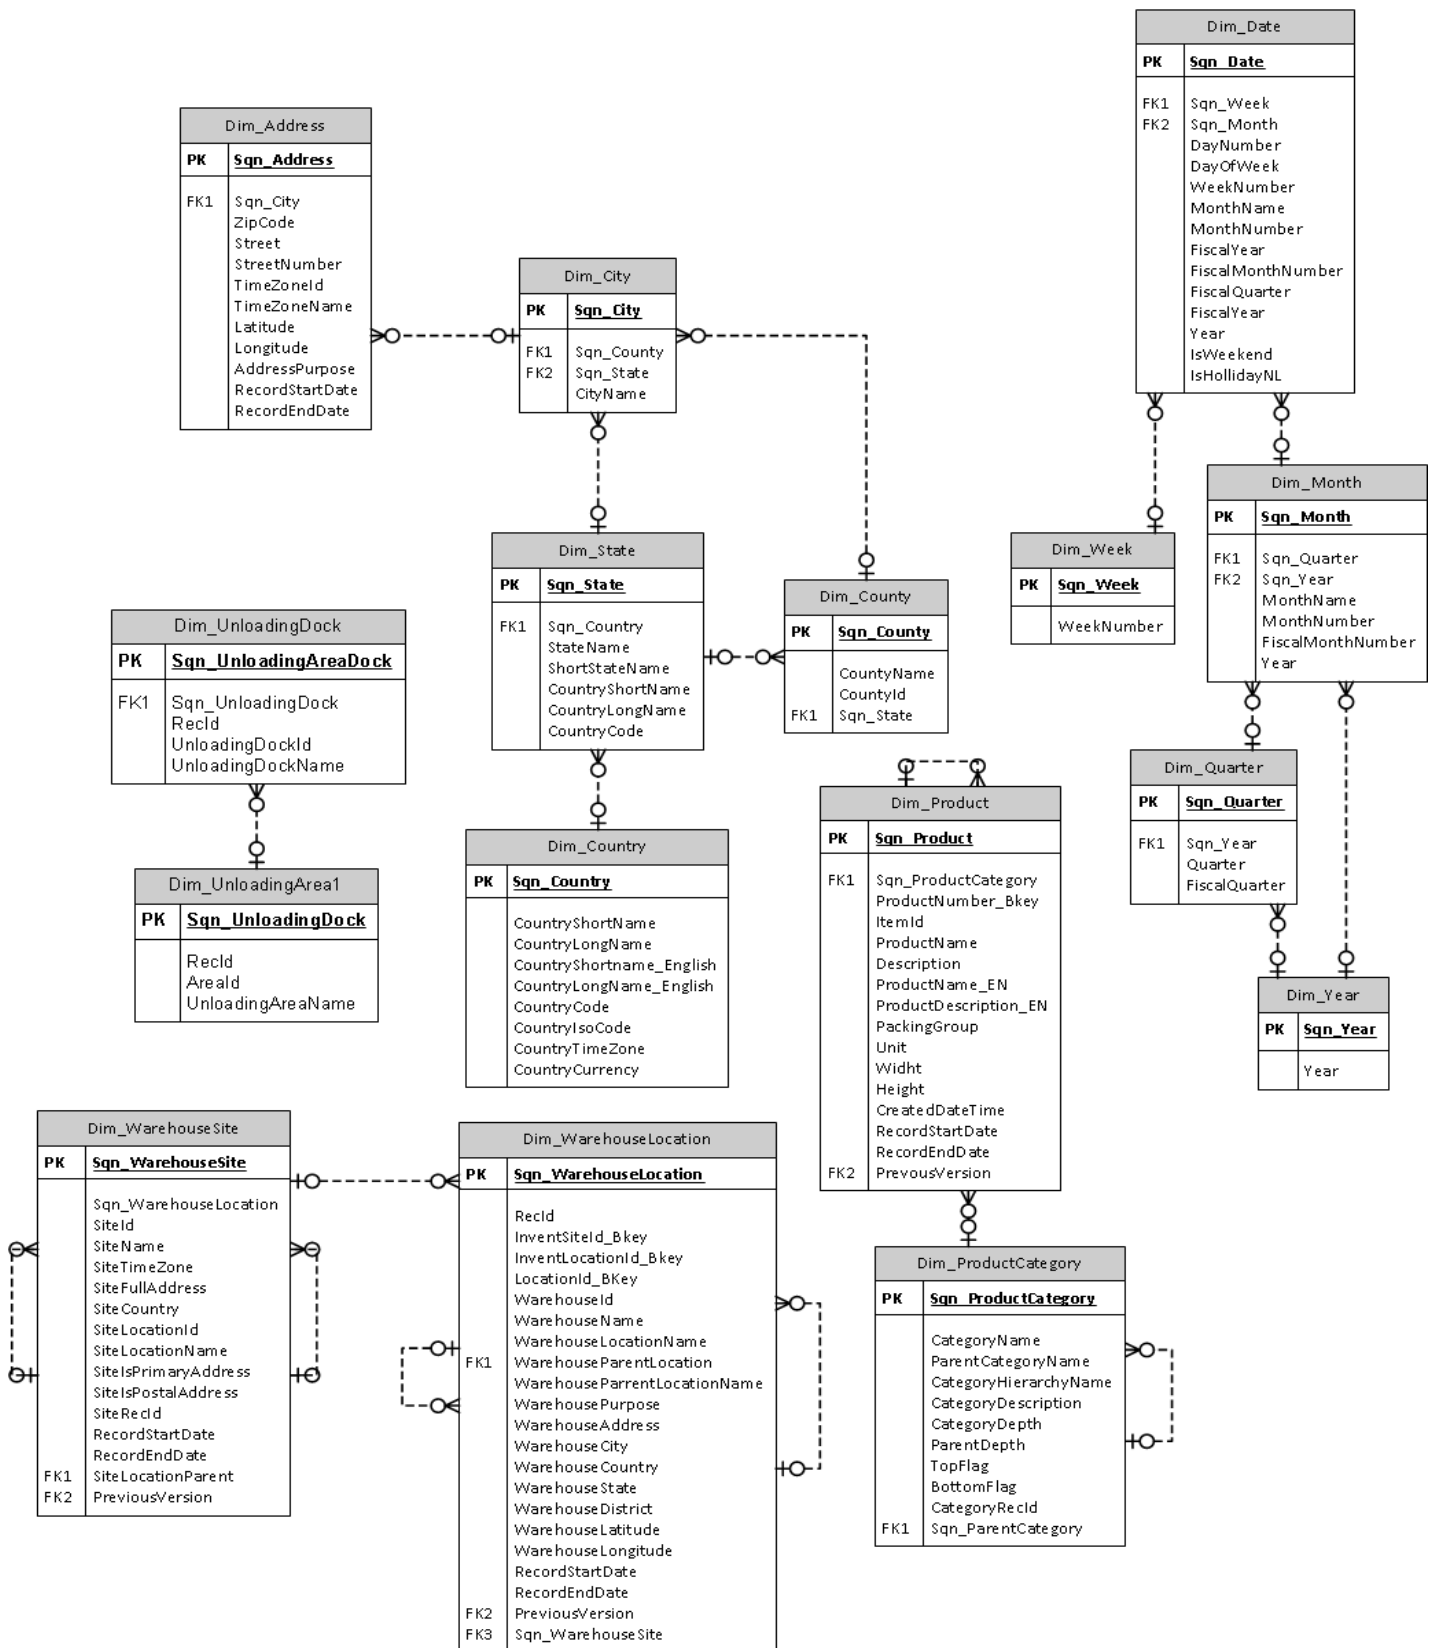 Dim_Date
PK Sqn_Date
FK1 Sqn_Week
FK2 Sqn_Month
DayNumber
DayOfWeek
WeekNumber
MonthName
MonthNumber
FiscalYear
FiscalMonthNumber
FiscalQuarter
FiscalYear
Year
IsWeekend
IsHollidayNL
Dim_Address
PK Sqn_Address
FK1 Sqn_City
ZipCode
Street
StreetNumber
TimeZoneId
TimeZoneName
Latitude
Longitude
AddressPurpose
RecordStartDate
RecordEndDate
Dim_City
PK Sqn_City
FK1 Sqn_County
FK2 Sqn_State
CityName
Dim_Month
PK Sqn_Month
FK1 Sqn_Quarter
FK2 Sqn_Year
MonthName
MonthNumber
FiscalMonthNumber
Year
Dim_Week
PK Sqn_Week
WeekNumber
Dim_State
PK Sqn_State
FK1 Sqn_Country
StateName
ShortStateName
CountryShortName
CountryLongName
CountryCode
Dim_County
PK Sqn_County
CountyName
CountyId
FK1 Sqn_State
Dim_UnloadingDock
PK Sqn_UnloadingAreaDock
FK1 Sqn_UnloadingDock
RecId
UnloadingDockId
UnloadingDockName
Dim_UnloadingArea1
PK Sqn_UnloadingDock
RecId
AreaId
UnloadingAreaName
Dim_Country
PK Sqn_Country
CountryShortName
CountryLongName
CountryShortname_English
CountryLongName_English
CountryCode
CountryIsoCode
CountryTimeZone
CountryCurrency
Dim_Product
PK Sqn_Product
FK1 Sqn_ProductCategory
ProductNumber_Bkey
ItemId
ProductName
Description
ProductName_EN
ProductDescription_EN
PackingGroup
Unit
Widht
Height
CreatedDateTime
RecordStartDate
RecordEndDate
FK2 PrevousVersion
Dim_Quarter
PK Sqn_Quarter
FK1 Sqn_Year
Quarter
FiscalQuarter
Dim_Year
PK Sqn_Year
Year
Dim_WarehouseSite
PK Sqn_WarehouseSite
Sqn_WarehouseLocation
SiteId
SiteName
SiteTimeZone
SiteFullAddress
SiteCountry
SiteLocationId
SiteLocationName
SiteIsPrimaryAddress
SiteIsPostalAddress
SiteRecId
RecordStartDate
RecordEndDate
FK1 SiteLocationParent
FK2 PreviousVersion
Dim_WarehouseLocation
PK Sqn_WarehouseLocation
RecId
InventSiteId_Bkey
InventLocationId_Bkey
LocationId_BKey
WarehouseId
WarehouseName
WarehouseLocationName
FK1 WarehouseParentLocation
WarehouseParrentLocationName
WarehousePurpose
WarehouseAddress
WarehouseCity
WarehouseCountry
WarehouseState
WarehouseDistrict
WarehouseLatitude
WarehouseLongitude
RecordStartDate
RecordEndDate
FK2 PreviousVersion
FK3 Sqn_WarehouseSite
Dim_ProductCategory
PK Sqn_ProductCategory
CategoryName
ParentCategoryName
CategoryHierarchyName
CategoryDescription
CategoryDepth
ParentDepth
TopFlag
BottomFlag
CategoryRecId
FK1 Sqn_ParentCategory